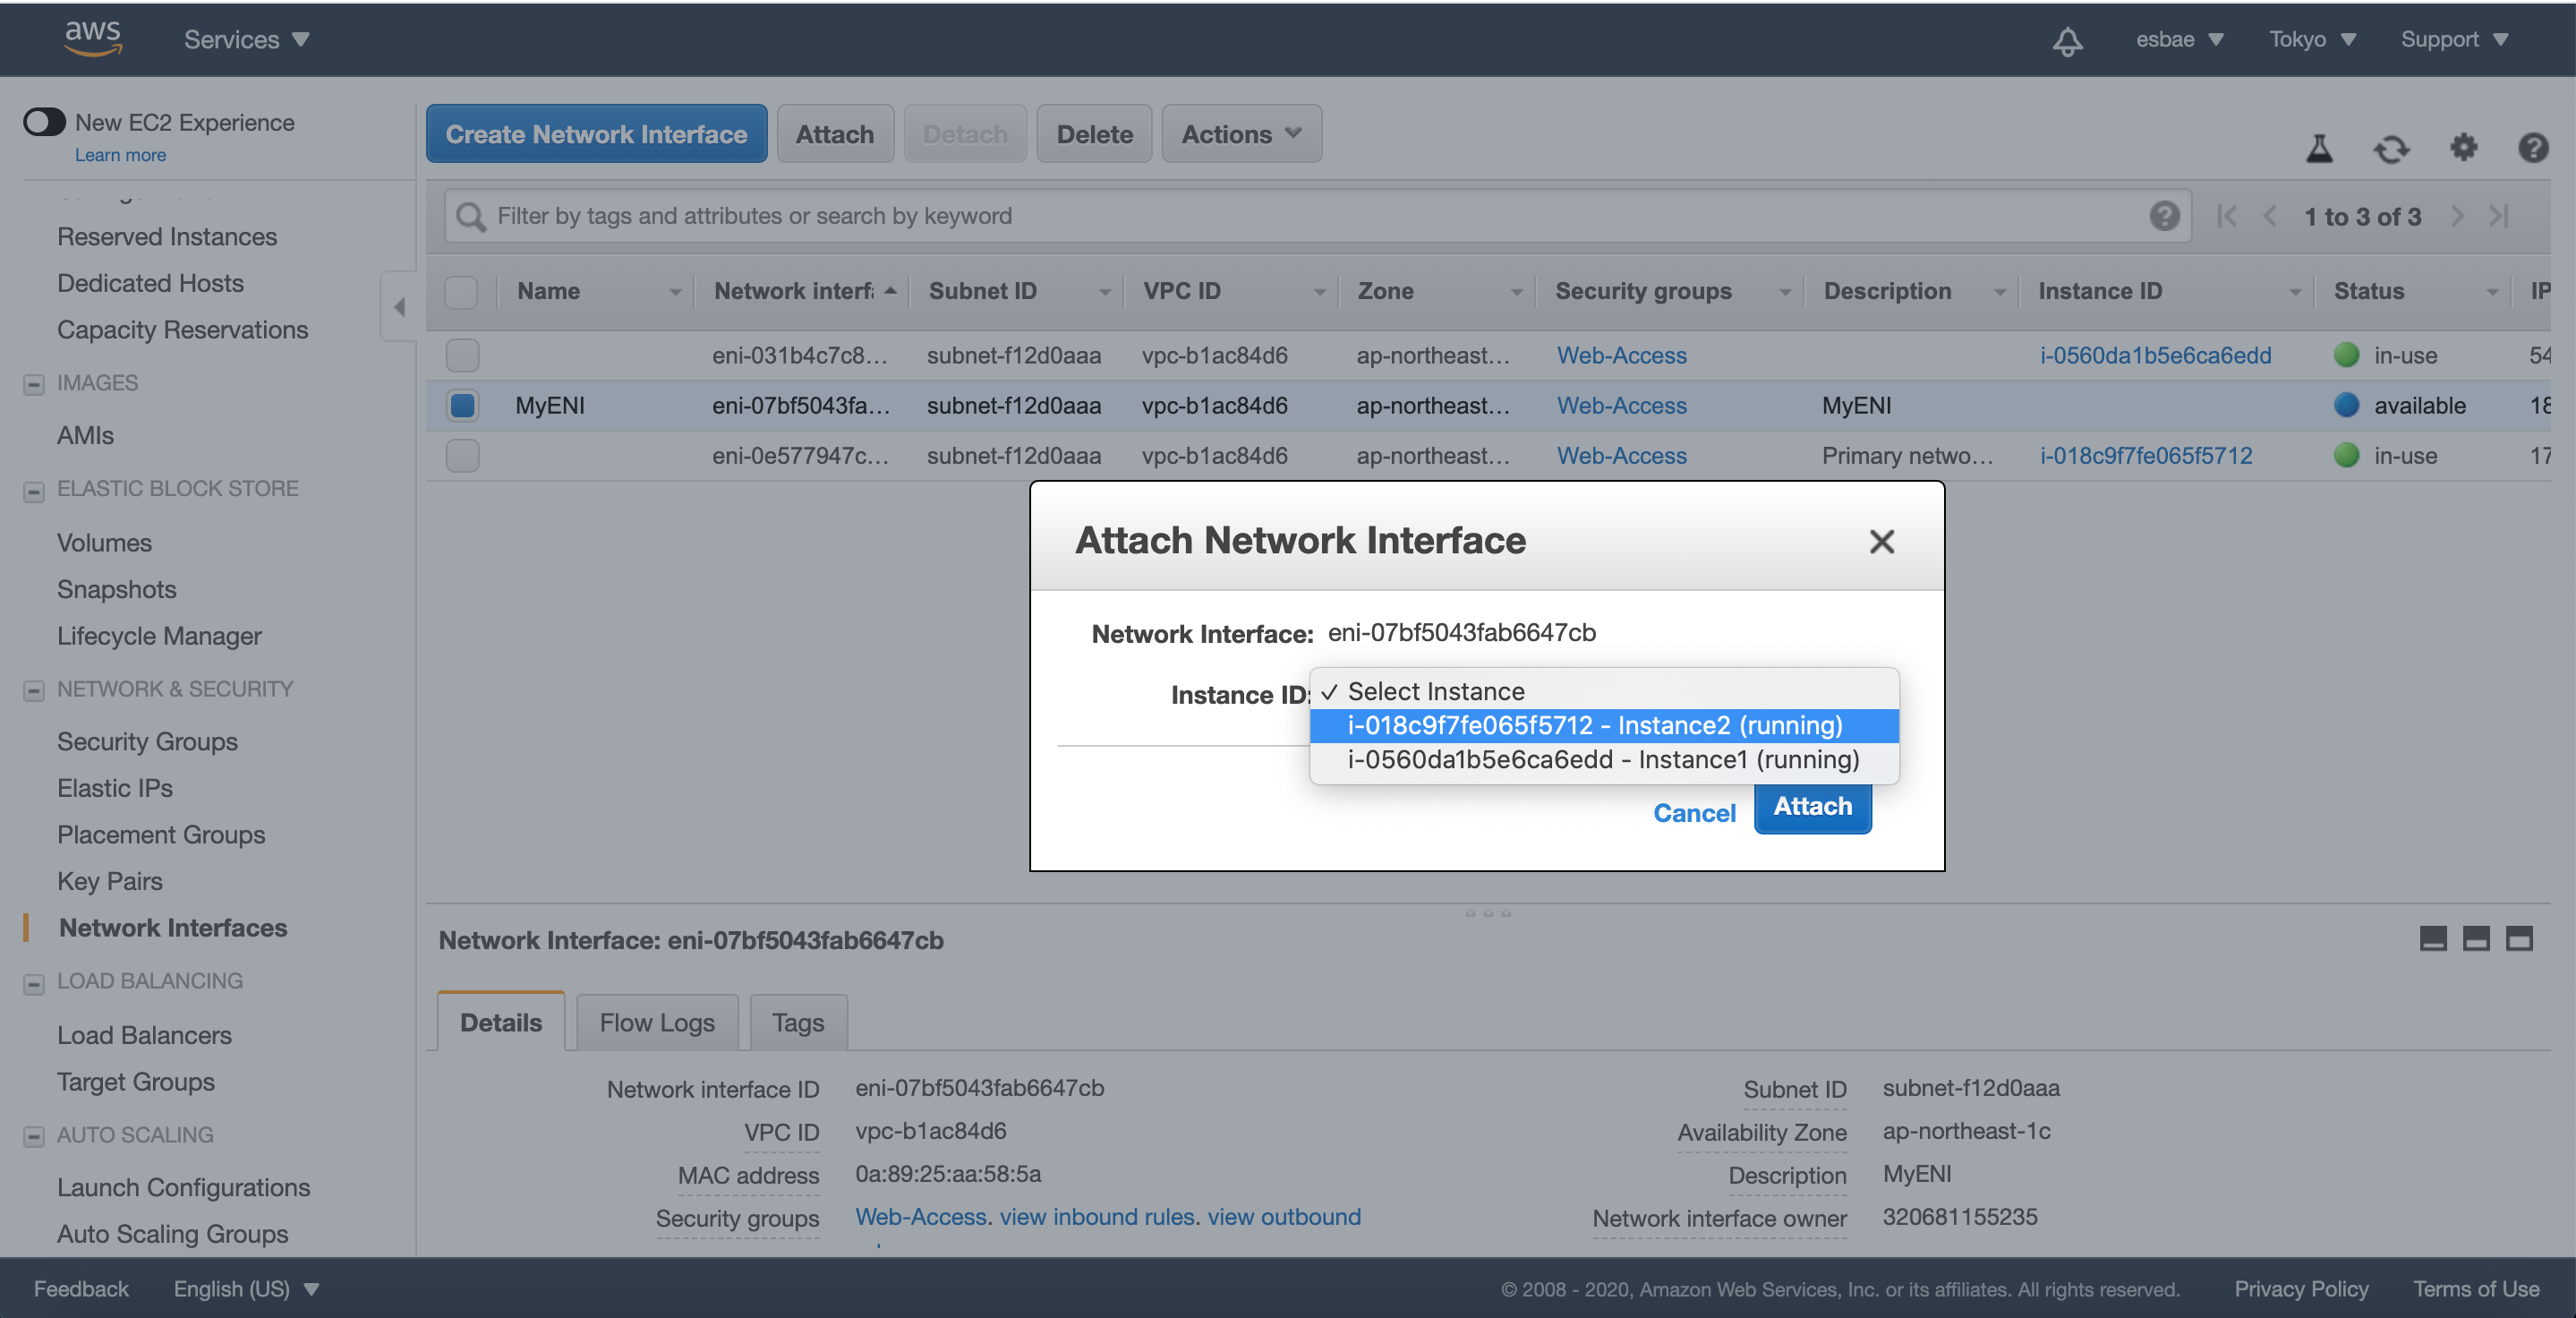 aws Services esbae Tokyo Support
New EC2 Experience
Learn more
Reserved Instances
Dedicated Hosts
Capacity Reservations
IMAGES
AMIs
ELASTIC BLOCK STORE
Volumes
Snapshots
Lifecycle Manager
NETWORK & SECURITY
Security Groups
Elastic IPs
Placement Groups
Key Pairs
Network Interfaces
LOAD BALANCING
Load Balancers
Target Groups
AUTO SCALING
Launch Configurations
Auto Scaling Groups
Create Network Interface Attach Detach Delete Actions
Filter by tags and attributes or search by keyword 1 to 3 of 3
Name Network interf Subnet ID VPC ID Zone Security groups Description Instance ID Status IP
eni-031b4c7c8... subnet-f12d0aaa vpc-b1ac84d6 ap-northeast... Web-Access i-0560da1b5e6ca6edd in-use 54
MyENI eni-07bf5043fa... subnet-f12d0aaa vpc-b1ac84d6 ap-northeast... Web-Access MyENI available 18
eni-0e577947c... subnet-f12d0aaa vpc-b1ac84d6 ap-northeast... Web-Access Primary netwo... i-018c9f7fe065f5712 in-use 17
Attach Network Interface
Network Interface: eni-07bf5043fab6647cb
Instance ID: ✓ Select Instance
i-018c9f7fe065f5712 - Instance2 (running)
i-0560da1b5e6ca6edd - Instance1 (running)
Cancel Attach
Network Interface: eni-07bf5043fab6647cb
Details Flow Logs Tags
Network interface ID eni-07bf5043fab6647cb Subnet ID subnet-f12d0aaa
VPC ID vpc-b1ac84d6 Availability Zone ap-northeast-1c
MAC address 0a:89:25:aa:58:5a Description MyENI
Security groups Web-Access. view inbound rules. view outbound Network interface owner 320681155235
Feedback English (US) © 2008 - 2020, Amazon Web Services, Inc. or its affiliates. All rights reserved. Privacy Policy Terms of Use